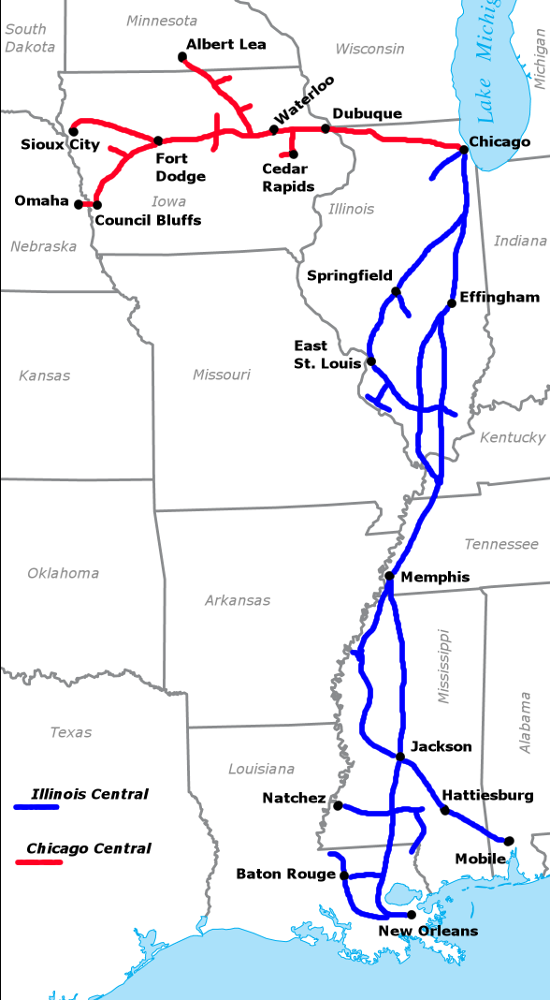 South
Dakota
Minnesota
Albert Lea
Wisconsin
Lake Michig
Michigan
Waterloo
Dubuque
Chicago
Sioux City
Fort
Dodge
Cedar
Rapids
Omaha
Iowa
Council Bluffs
Illinois
Nebraska
Indiana
Springfield
Effingham
East
St. Louis
Kansas
Missouri
Kentucky
Tennessee
Oklahoma
Memphis
Arkansas
Mississippi
Alabama
Texas
Jackson
Louisiana
Illinois Central
Natchez
Hattiesburg
Chicago Central
Mobile
Baton Rouge
New Orleans